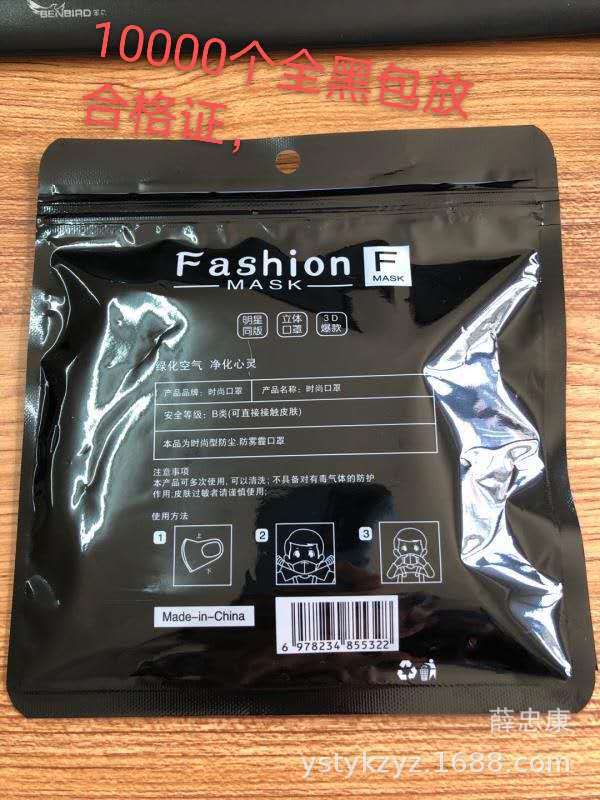 BENBIRD
10000个全黑包放
合格证,
Fashion F
MASK MASK
明星 立体 3D
同版 口罩 爆款
绿化空气 净化心灵
产品品牌: 时尚口罩 产品名称: 时尚口罩
安全等级: B类(可直接接触皮肤)
本品为时尚型防尘.防雾霾口罩
注意事项
本产品可多次使用, 可以清洗; 不具备对有毒气体的防护
作用;皮肤过敏者请谨慎使用;
使用方法
1 上 2 3
下
Made-in-China
6 978234 855322
薛忠康
ystykzyz.1688.com